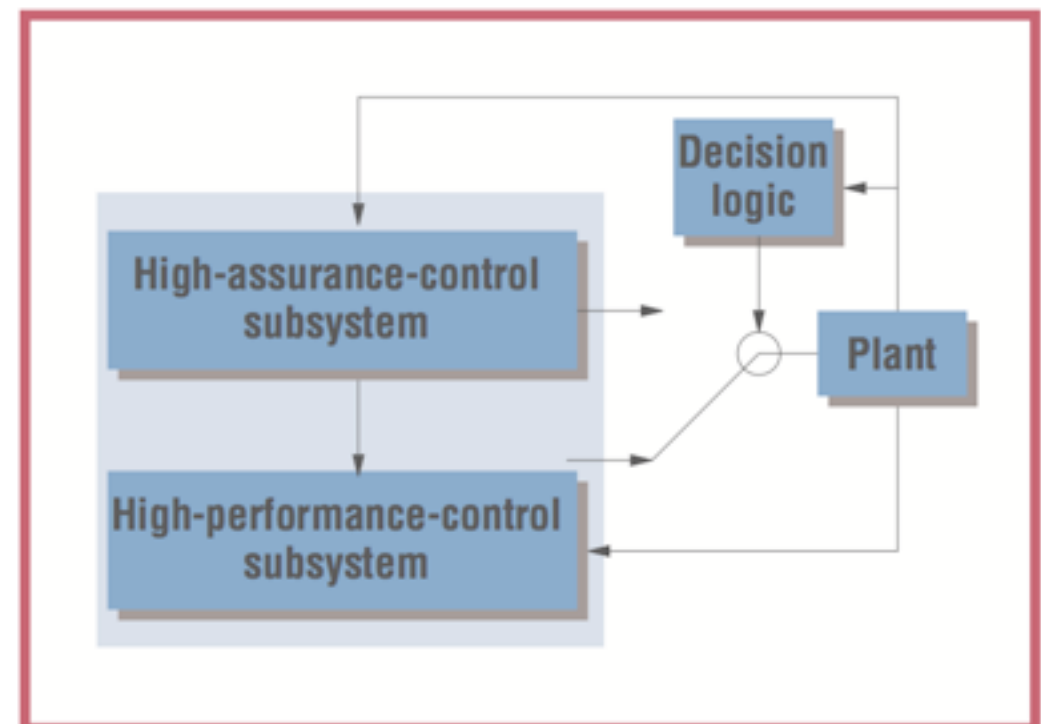 Decision
logic
High-assurance-control
subsystem
Plant
High-performance-control
subsystem